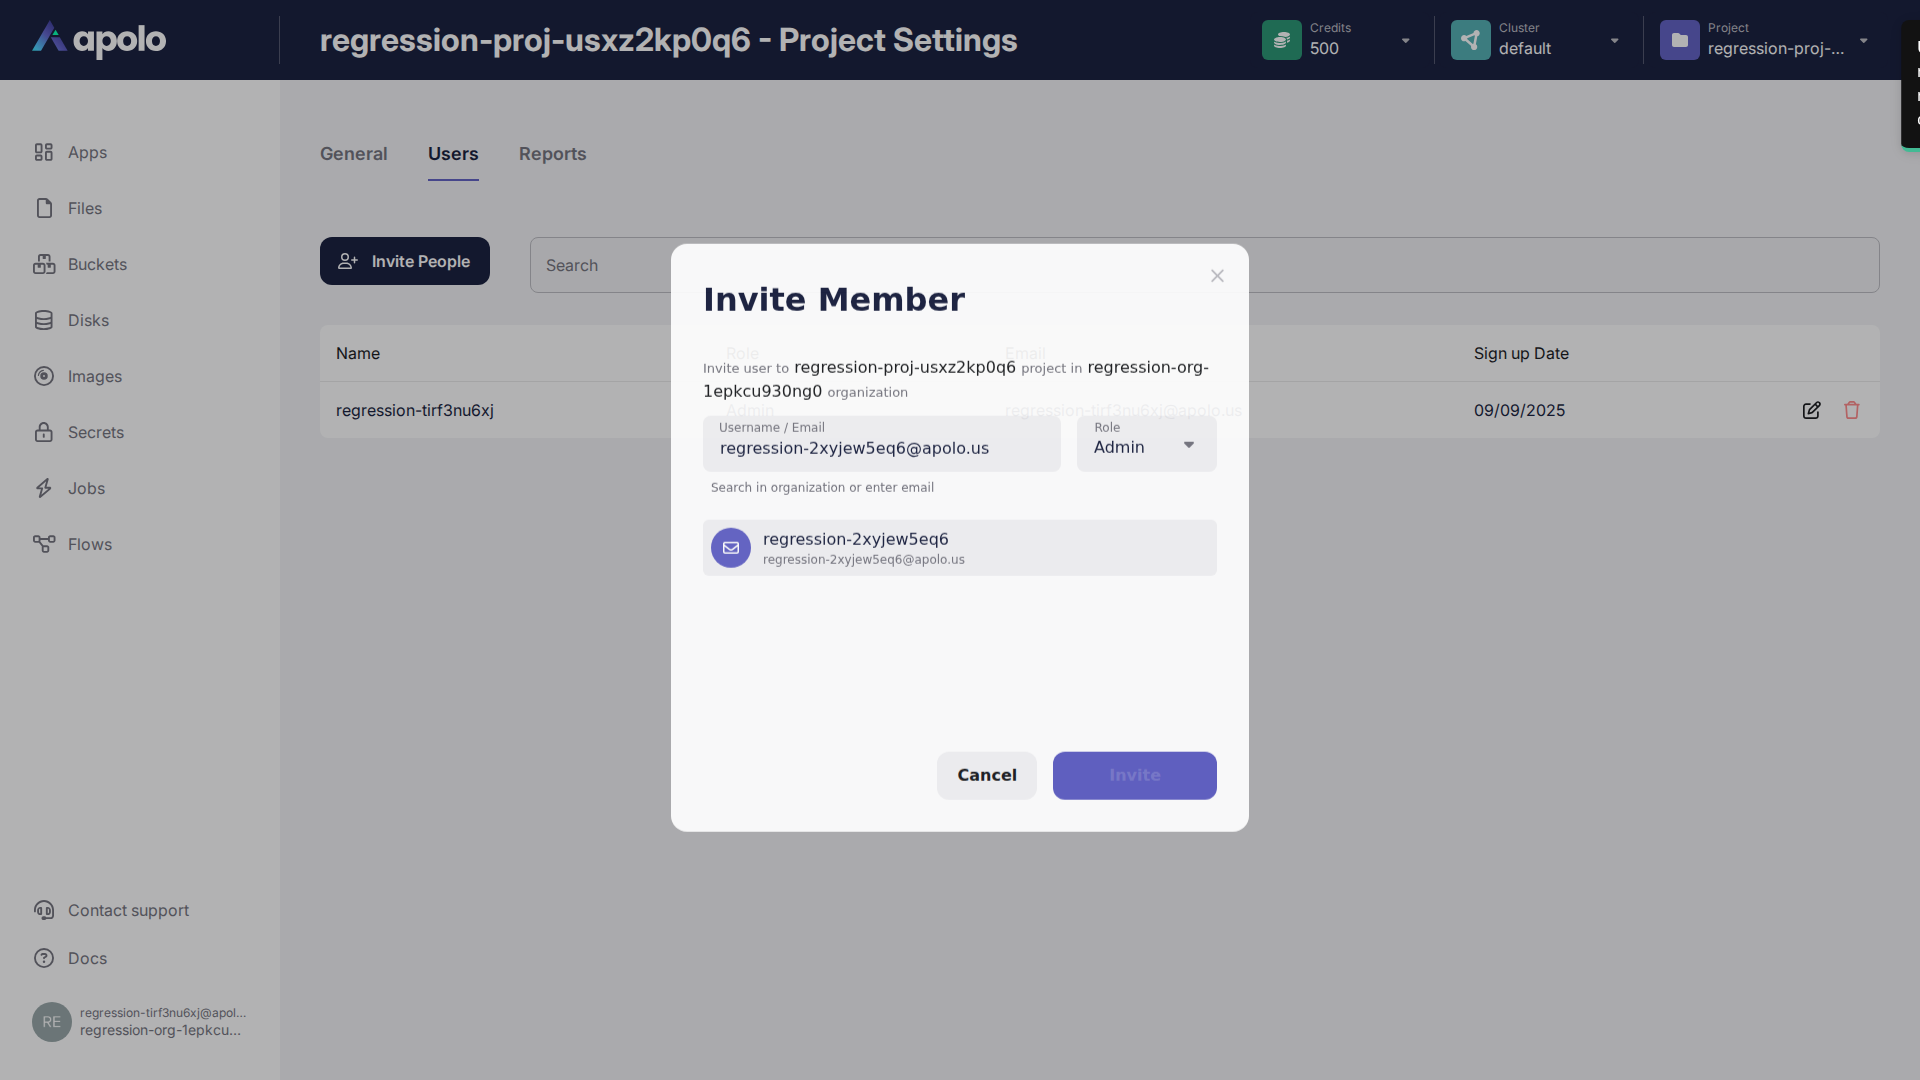 apolo
regression-proj-usxz2kp0q6 - Project Settings
Credits
500
Cluster
default
Project
regression-proj-...
Apps
Files
Buckets
Disks
Images
Secrets
Jobs
Flows
Contact support
Docs
RE
regression-tirf3nu6xj@apol...
regression-org-1epkcu...
General
Users
Reports
Invite People
Search
Name
Role
Email
Sign up Date
regression-tirf3nu6xj
Admin
regression-tirf3nu6xj@apolo.us
09/09/2025
Invite Member
Invite user to regression-proj-usxz2kp0q6 project in regression-org-
1epkcu930ng0 organization
Username / Email
regression-2xyjew5eq6@apolo.us
Role
Admin
Search in organization or enter email
regression-2xyjew5eq6
regression-2xyjew5eq6@apolo.us
Cancel
Invite